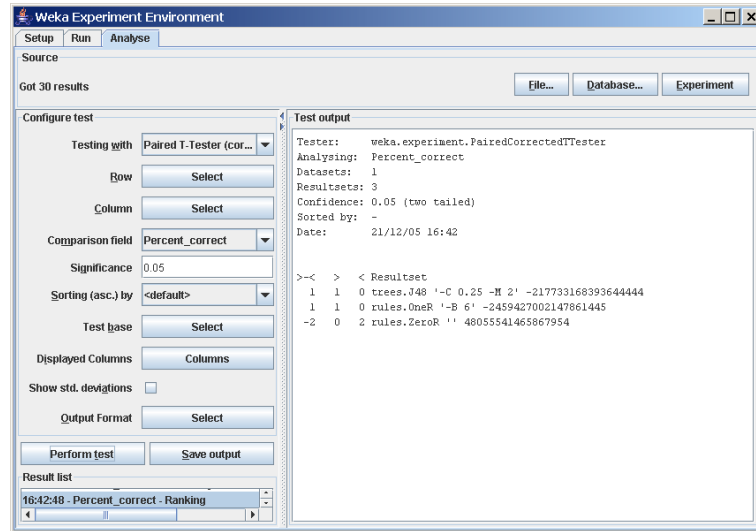 Weka Experiment Environment
Setup Run Analyse
Source
Got 30 results
File... Database... Experiment
Configure test
Testing with Paired T-Tester (cor...
Row Select
Column Select
Comparison field Percent_correct
Significance 0.05
Sorting (asc.) by <default>
Test base Select
Displayed Columns Columns
Show std. deviations
Output Format Select
Perform test Save output
Result list
16:42:48 - Percent_correct - Ranking
Test output
Tester: weka.experiment.PairedCorrectedTTester
Analysing: Percent_correct
Datasets: 1
Resultsets: 3
Confidence: 0.05 (two tailed)
Sorted by: -
Date: 21/12/05 16:42
>-< > < Resultset
1 1 0 trees.J48 '-C 0.25 -M 2' -217733168393644444
1 1 0 rules.OneR '-B 6' -2459427002147861445
-2 0 2 rules.ZeroR '' 48055541465867954